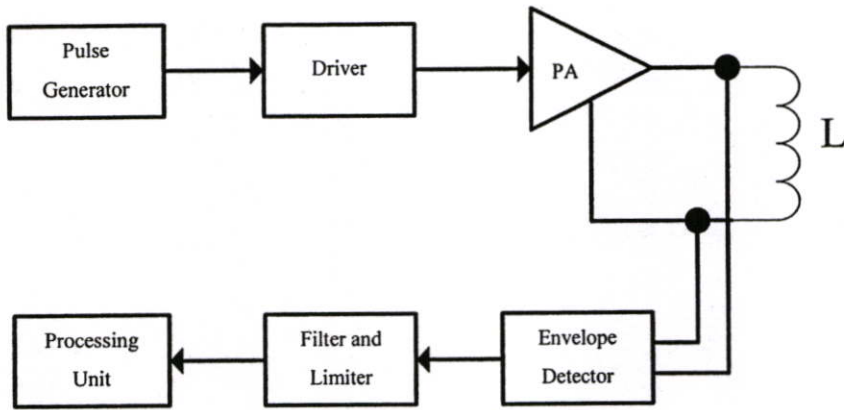 Pulse
Generator
Driver
PA
L
Processing
Unit
Filter and
Limiter
Envelope
Detector